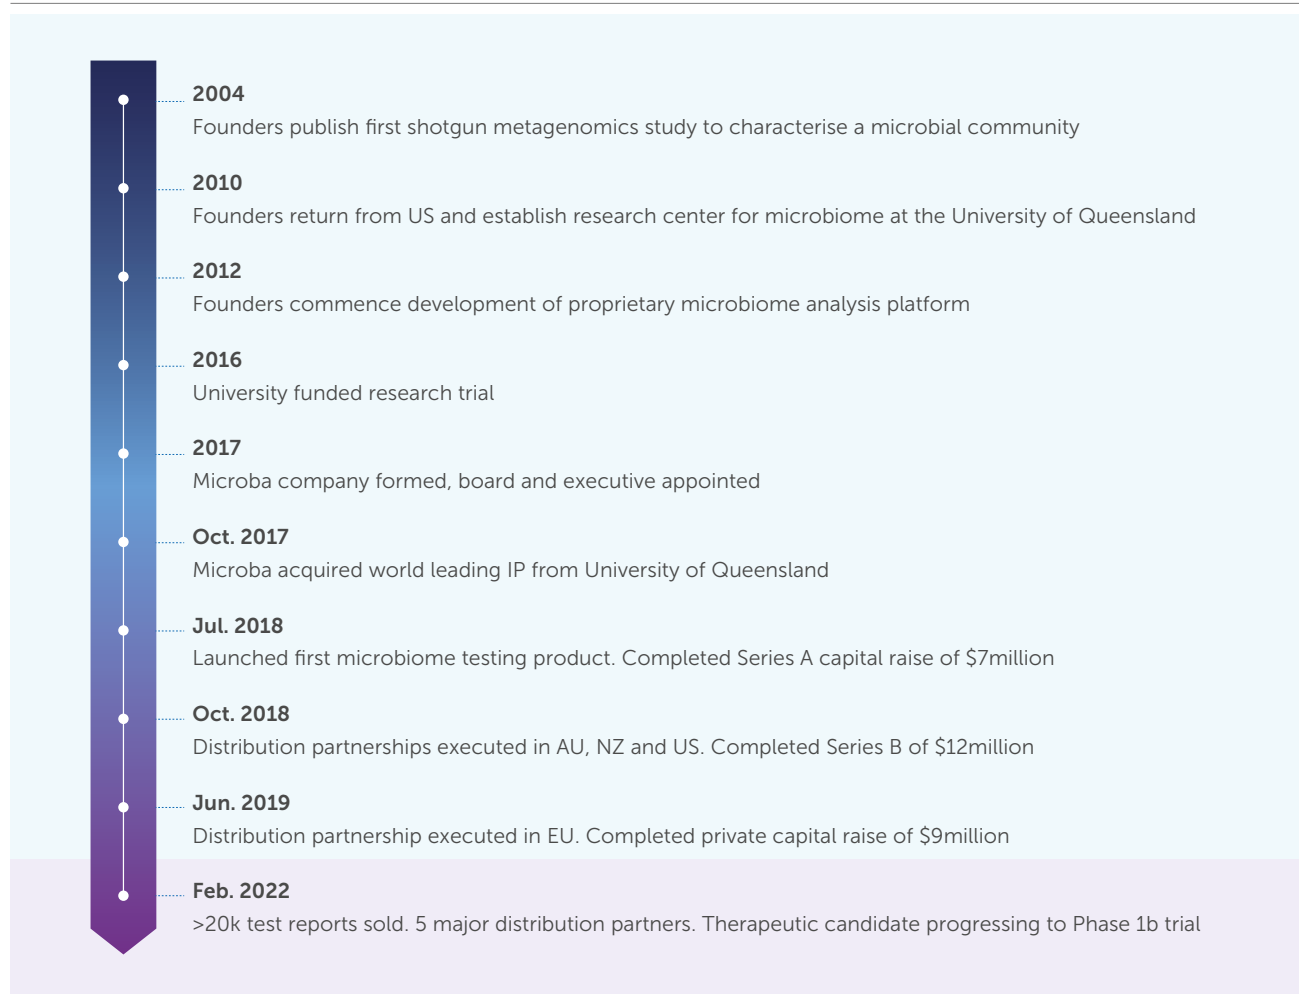 2004
Founders publish first shotgun metagenomics study to characterise a microbial community
2010
Founders return from US and establish research center for microbiome at the University of Queensland
2012
Founders commence development of proprietary microbiome analysis platform
2016
University funded research trial
2017
Microba company formed, board and executive appointed
Oct. 2017
Microba acquired world leading IP from University of Queensland
Jul. 2018
Launched first microbiome testing product. Completed Series A capital raise of $7million
Oct. 2018
Distribution partnerships executed in AU, NZ and US. Completed Series B of $12million
Jun. 2019
Distribution partnership executed in EU. Completed private capital raise of $9million
Feb. 2022
>20k test reports sold. 5 major distribution partners. Therapeutic candidate progressing to Phase 1b trial